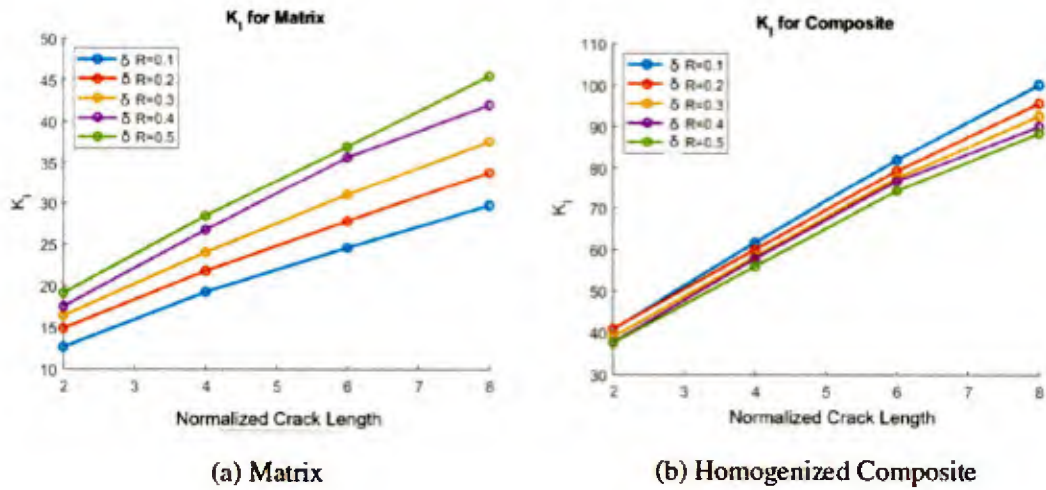 K_I for Matrix
50
45
40
35
30
25
20
15
10
K_I
δ R=0.1
δ R=0.2
δ R=0.3
δ R=0.4
δ R=0.5
2 3 4 5 6 7 8
Normalized Crack Length
(a) Matrix
K_I for Composite
110
100
90
80
70
60
50
40
30
K_I
δ R=0.1
δ R=0.2
δ R=0.3
δ R=0.4
δ R=0.5
2 3 4 5 6 7 8
Normalized Crack Length
(b) Homogenized Composite